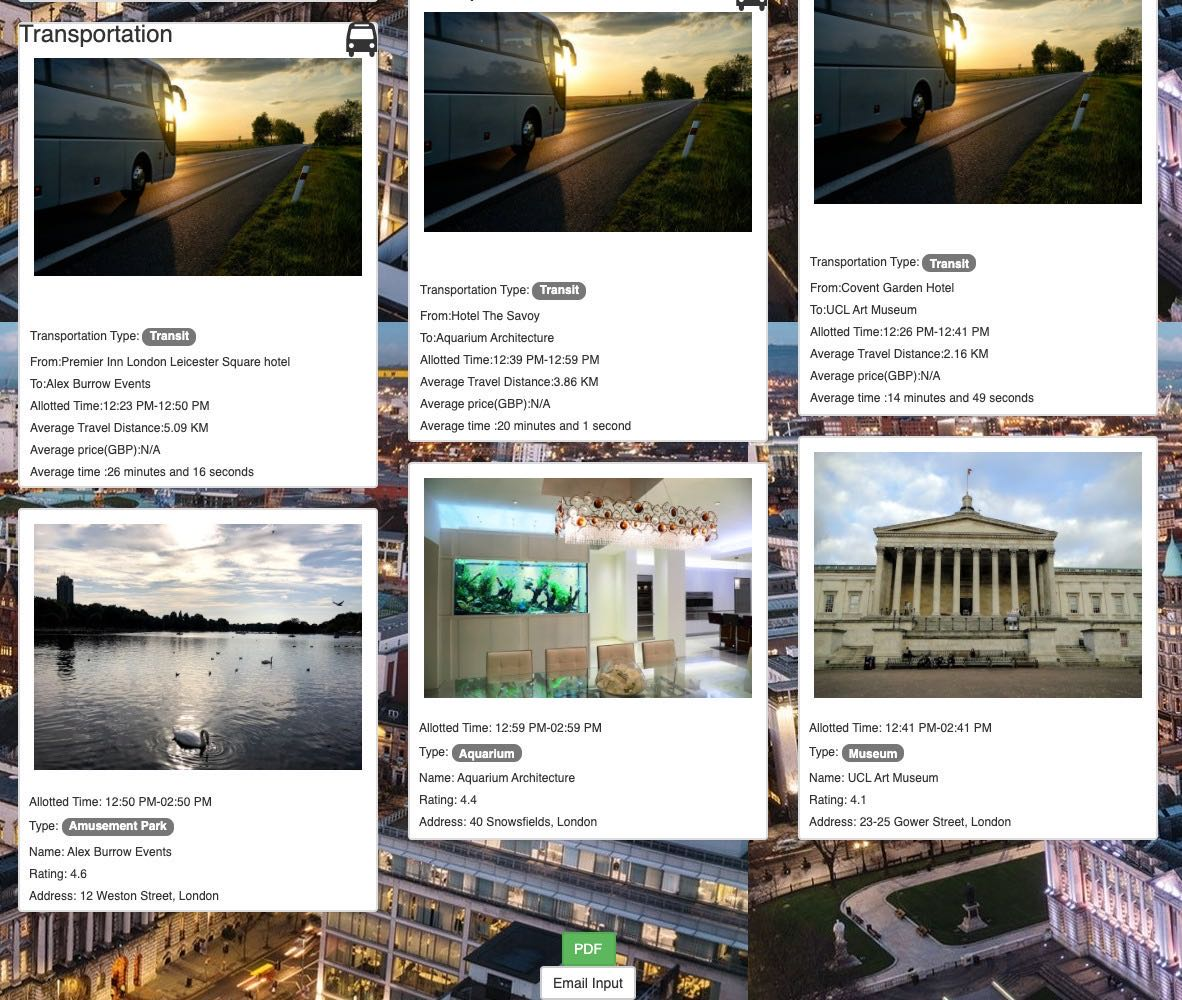 Transportation
Transportation Type: Transit
From:Premier Inn London Leicester Square hotel
To:Alex Burrow Events
Allotted Time:12:23 PM-12:50 PM
Average Travel Distance:5.09 KM
Average price(GBP):N/A
Average time :26 minutes and 16 seconds
Allotted Time: 12:50 PM-02:50 PM
Type: Amusement Park
Name: Alex Burrow Events
Rating: 4.6
Address: 12 Weston Street, London
Transportation Type: Transit
From:Hotel The Savoy
To:Aquarium Architecture
Allotted Time:12:39 PM-12:59 PM
Average Travel Distance:3.86 KM
Average price(GBP):N/A
Average time :20 minutes and 1 second
Allotted Time: 12:59 PM-02:59 PM
Type: Aquarium
Name: Aquarium Architecture
Rating: 4.4
Address: 40 Snowsfields, London
Transportation Type: Transit
From:Covent Garden Hotel
To:UCL Art Museum
Allotted Time:12:26 PM-12:41 PM
Average Travel Distance:2.16 KM
Average price(GBP):N/A
Average time :14 minutes and 49 seconds
Allotted Time: 12:41 PM-02:41 PM
Type: Museum
Name: UCL Art Museum
Rating: 4.1
Address: 23-25 Gower Street, London
PDF
Email Input